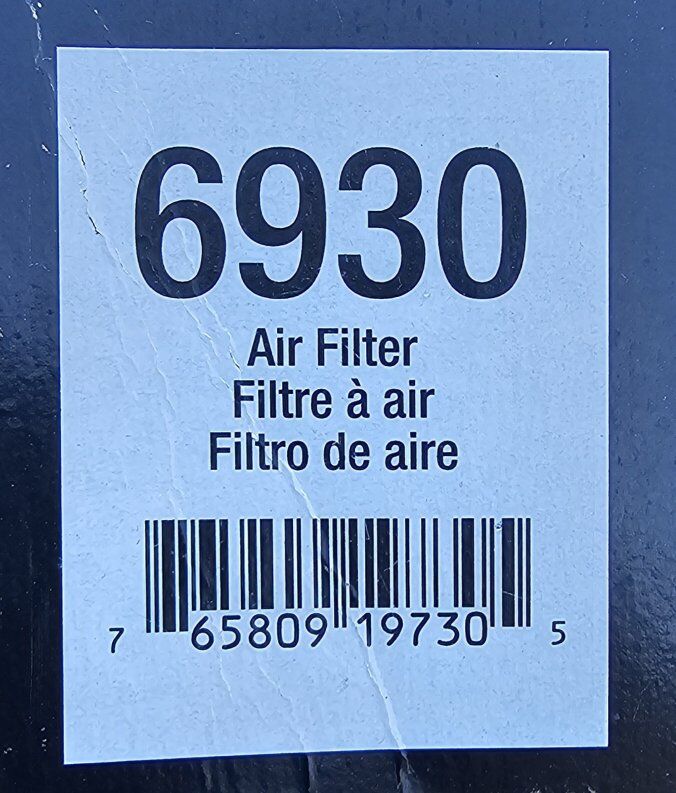 6930
Air Filter
Filtre à air
Filtro de aire
7 65809 19730 5